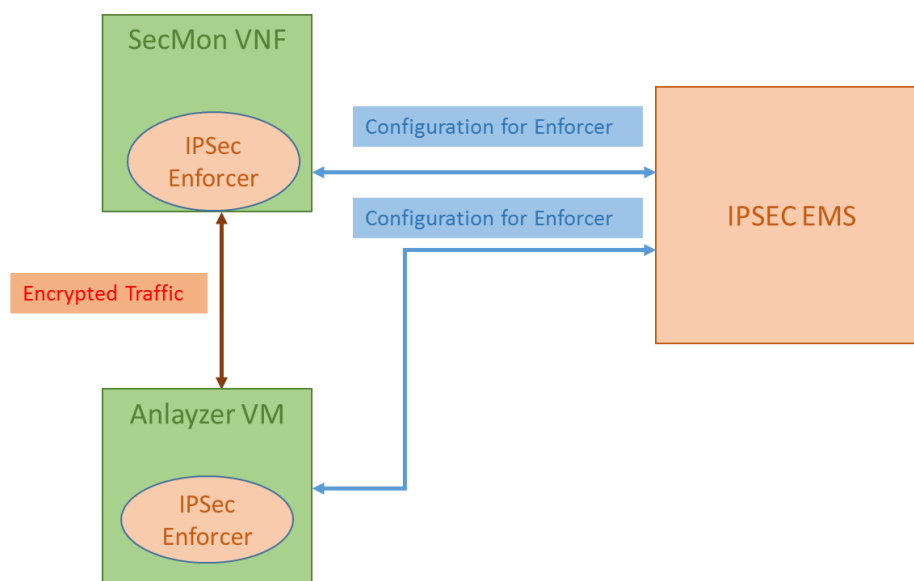 SecMon VNF
IPSec
Enforcer
Configuration for Enforcer
Configuration for Enforcer
IPSEC EMS
Encrypted Traffic
Anlayzer VM
IPSec
Enforcer